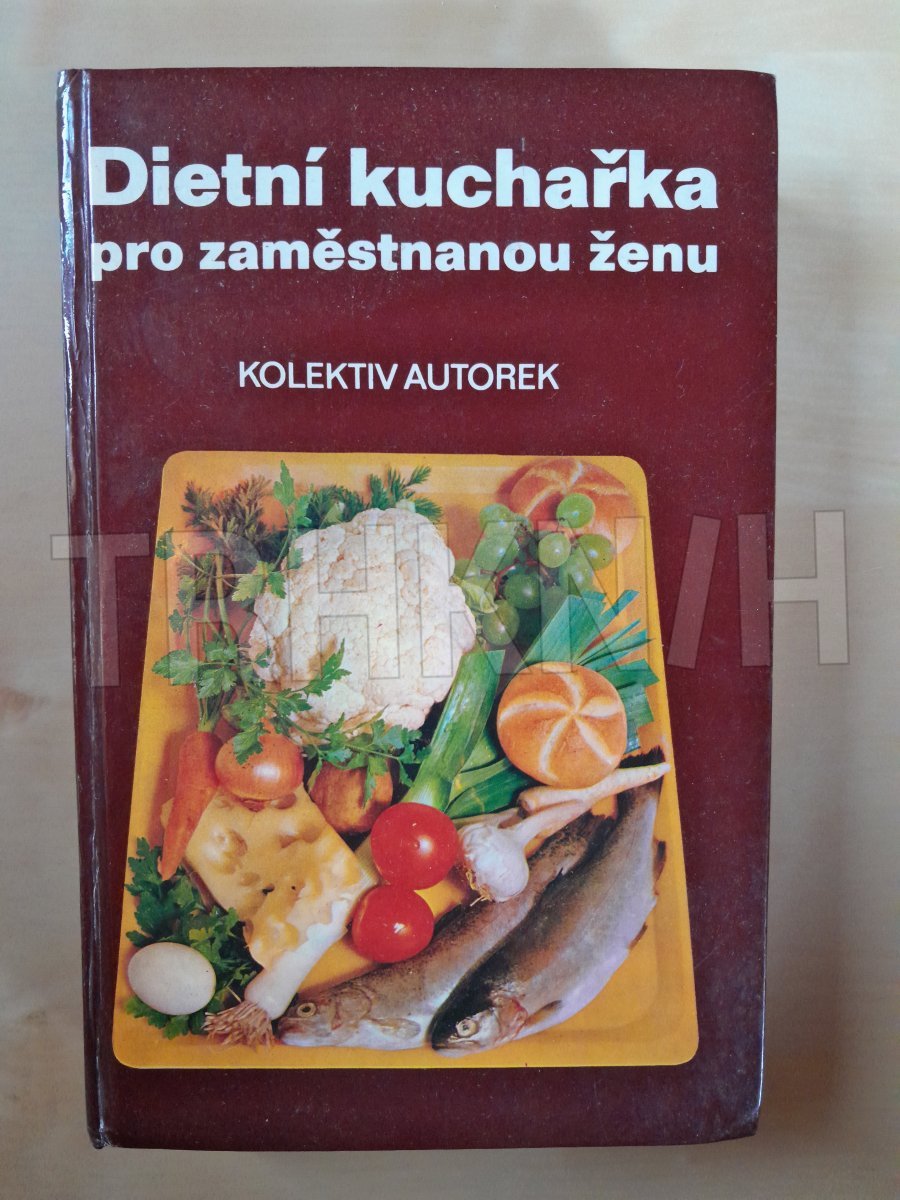 Dietní kuchařka
pro zaměstnanou ženu
KOLEKTIV AUTOREK